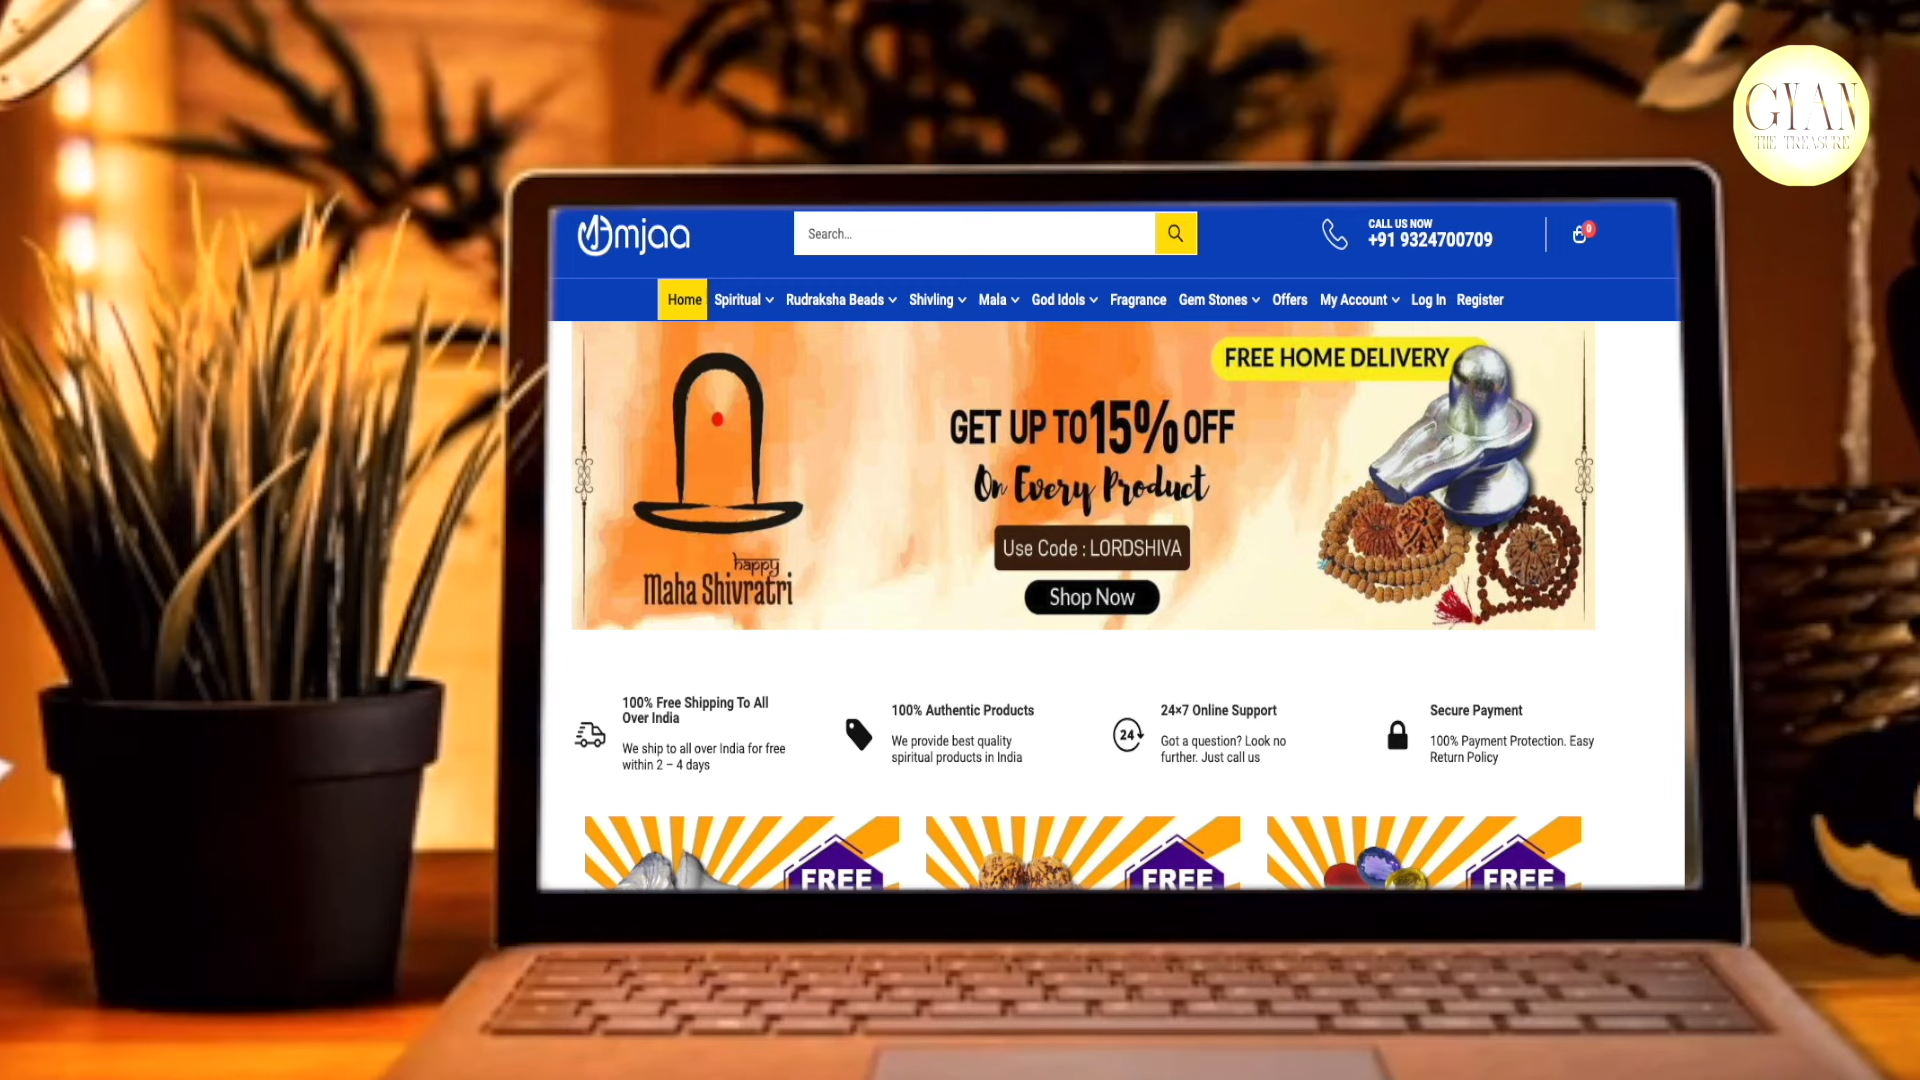 GYAN
THE TREASURE
Omjaa
Search...
CALL US NOW
+91 9324700709
0
Home Spiritual Rudraksha Beads Shivling Mala God Idols Fragrance Gem Stones Offers My Account Log In Register
FREE HOME DELIVERY
GET UP TO 15% OFF
On Every Product
Use Code : LORDSHIVA
Shop Now
happy
Maha Shivratri
100% Free Shipping To All
Over India
We ship to all over India for free
within 2 – 4 days
100% Authentic Products
We provide best quality
spiritual products in India
24
24×7 Online Support
Got a question? Look no
further. Just call us
Secure Payment
100% Payment Protection. Easy
Return Policy
FREE
FREE
FREE